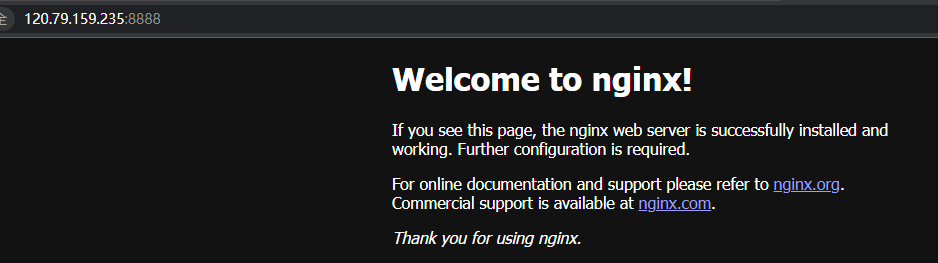 全 120.79.159.235:8888
Welcome to nginx!
If you see this page, the nginx web server is successfully installed and
working. Further configuration is required.
For online documentation and support please refer to nginx.org.
Commercial support is available at nginx.com.
Thank you for using nginx.